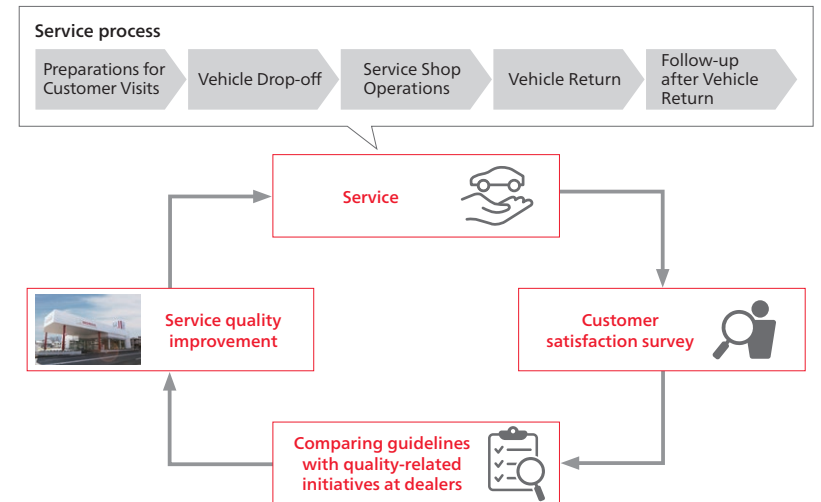 Service process
Preparations for
Customer Visits
Vehicle Drop-off
Service Shop
Operations
Vehicle Return
Follow-up
after Vehicle
Return
Service
Service quality
improvement
Customer
satisfaction survey
Comparing guidelines
with quality-related
initiatives at dealers